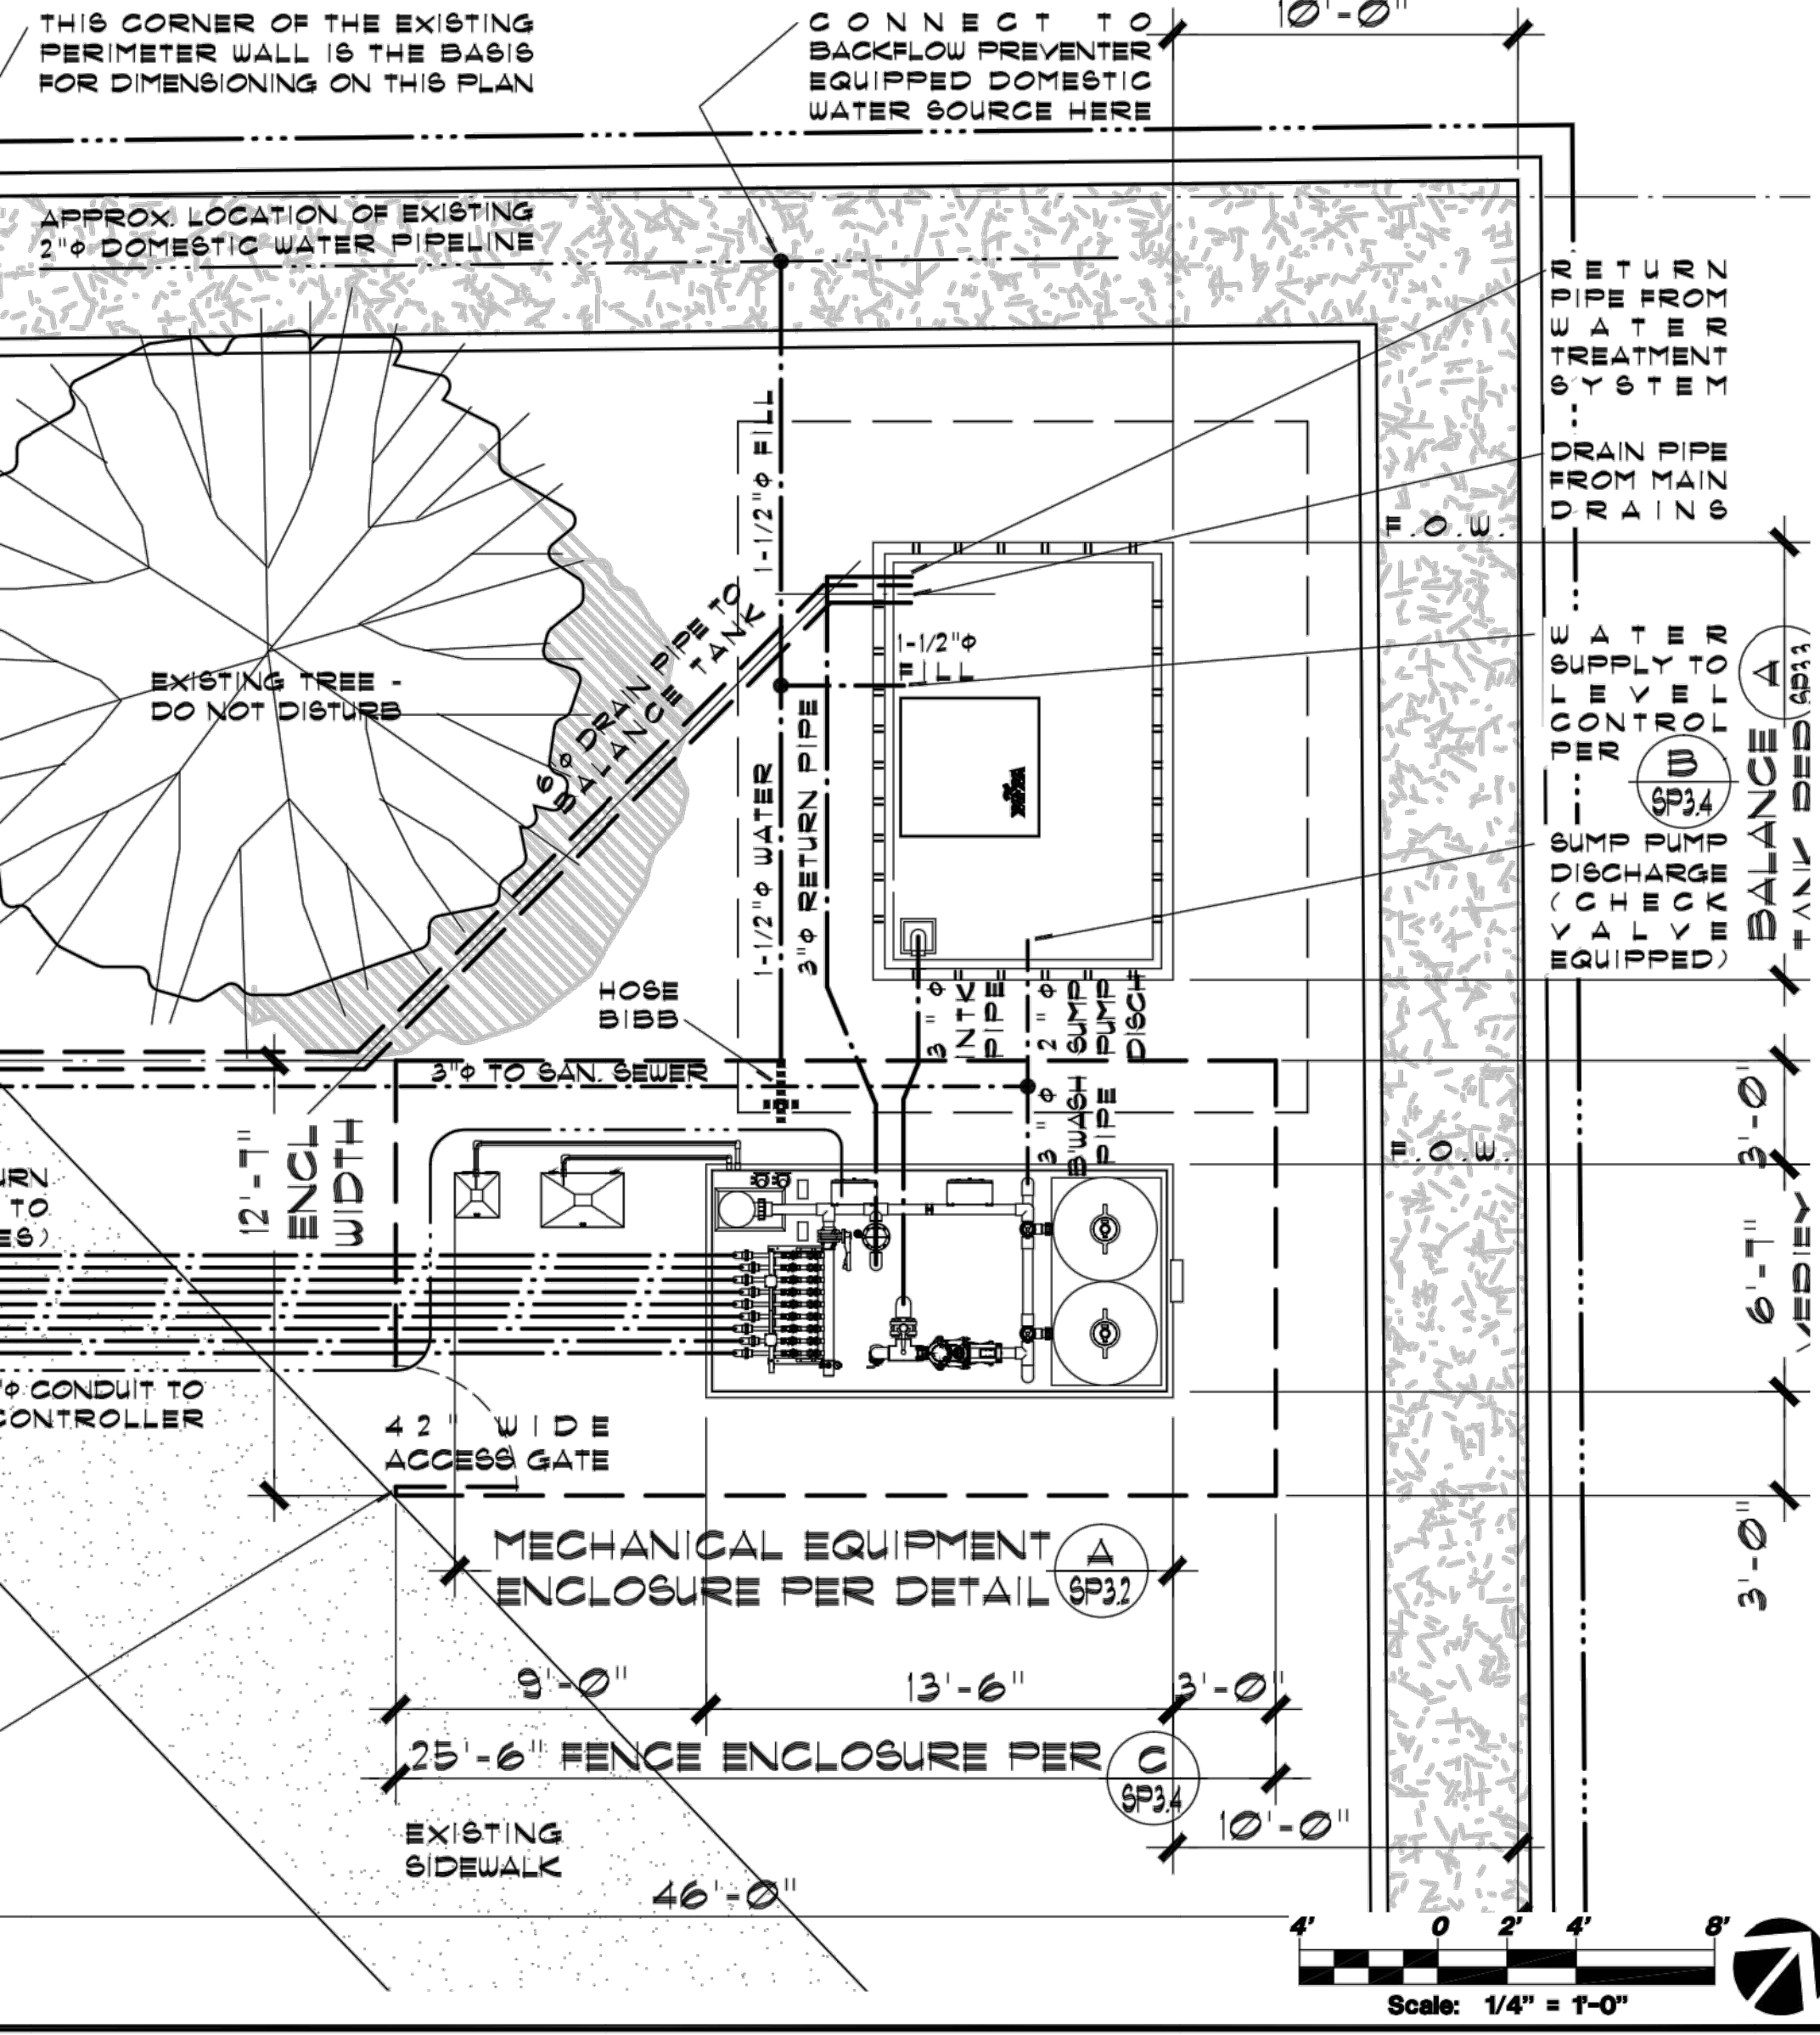 THIS CORNER OF THE EXISTING
PERIMETER WALL IS THE BASIS
FOR DIMENSIONING ON THIS PLAN
CONNECT TO
BACKFLOW PREVENTER
EQUIPPED DOMESTIC
WATER SOURCE HERE
10'-0"
APPROX. LOCATION OF EXISTING
2"φ DOMESTIC WATER PIPELINE
RETURN
PIPE FROM
WATER
TREATMENT
SYSTEM
DRAIN PIPE
FROM MAIN
DRAINS
F.O.W.
1-1/2"φ FILL
6"φ DRAIN PIPE TO
BALANCE TANK
1-1/2"φ
FILL
EXISTING TREE -
DO NOT DISTURB
WATER
SUPPLY TO
LEVEL
CONTROL
PER
B
SP3.4
A
SP3.3
BALANCE
SUMP PUMP
DISCHARGE
(CHECK
VALVE
EQUIPPED)
1-1/2"φ WATER
3"φ RETURN PIPE
HOSE
BIBB
3"φ
INTK
PIPE
2"φ
SUMP
PUMP
DISCH
3"φ TO SAN. SEWER
3"φ
B'WASH
PIPE
F.O.W.
3'-0"
12'-7"
ENCL
WIDTH
URN
TO
ES)
6'-7"
"φ CONDUIT TO
CONTROLLER
42" WIDE
ACCESS GATE
3'-0"
MECHANICAL EQUIPMENT
ENCLOSURE PER DETAIL
A
SP3.2
9'-0"
13'-6"
3'-0"
25'-6" FENCE ENCLOSURE PER
C
SP3.4
10'-0"
EXISTING
SIDEWALK
46'-0"
4' 0 2' 4' 8'
Scale: 1/4" = 1'-0"